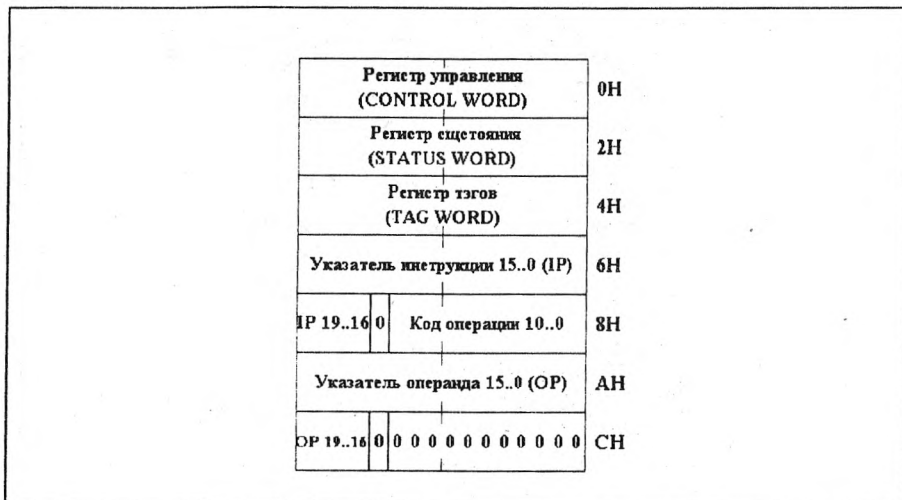 Регистр управления
(CONTROL WORD)
0H
Регистр сцстояния
(STATUS WORD)
2H
Регистр тэгов
(TAG WORD)
4H
Указатель инструкции 15..0 (IP)
6H
IP 19..16 0 Код операции 10..0
8H
Указатель операнда 15..0 (OP)
AH
OP 19..16 0 0 0 0 0 0 0 0 0 0 0 0
CH